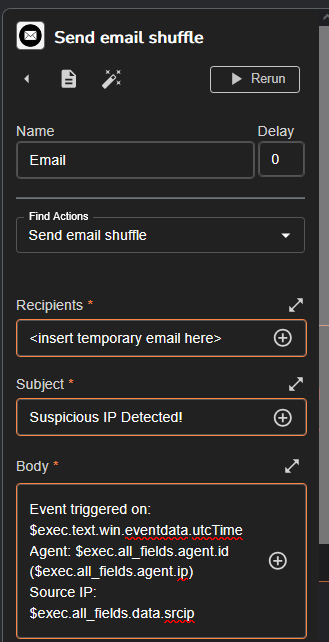 Send email shuffle
Rerun
Name
Delay
Email
0
Find Actions
Send email shuffle
Recipients *
<insert temporary email here>
Subject *
Suspicious IP Detected!
Body *
Event triggered on:
$exec.text.win.eventdata.utcTime
Agent: $exec.all_fields.agent.id
($exec.all_fields.agent.ip)
Source IP:
$exec.all_fields.data.srcip